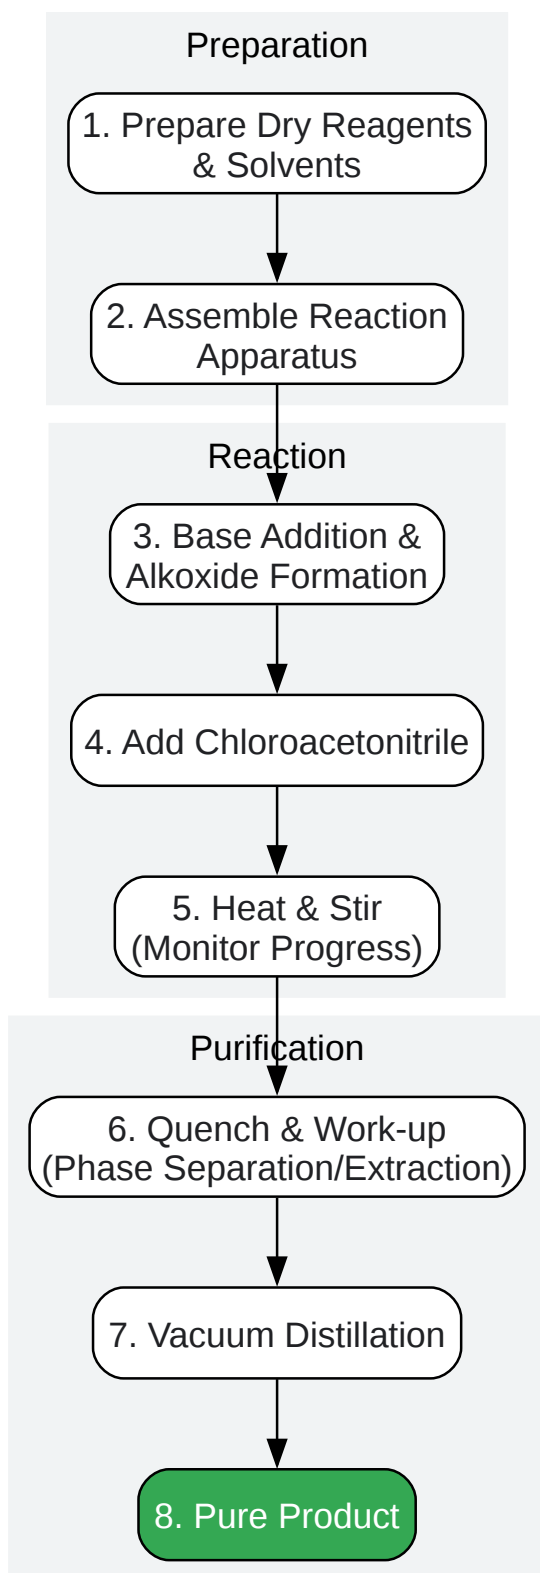 Preparation
1. Prepare Dry Reagents
& Solvents
2. Assemble Reaction
Apparatus
Reaction
3. Base Addition &
Alkoxide Formation
4. Add Chloroacetonitrile
5. Heat & Stir
(Monitor Progress)
Purification
6. Quench & Work-up
(Phase Separation/Extraction)
7. Vacuum Distillation
8. Pure Product